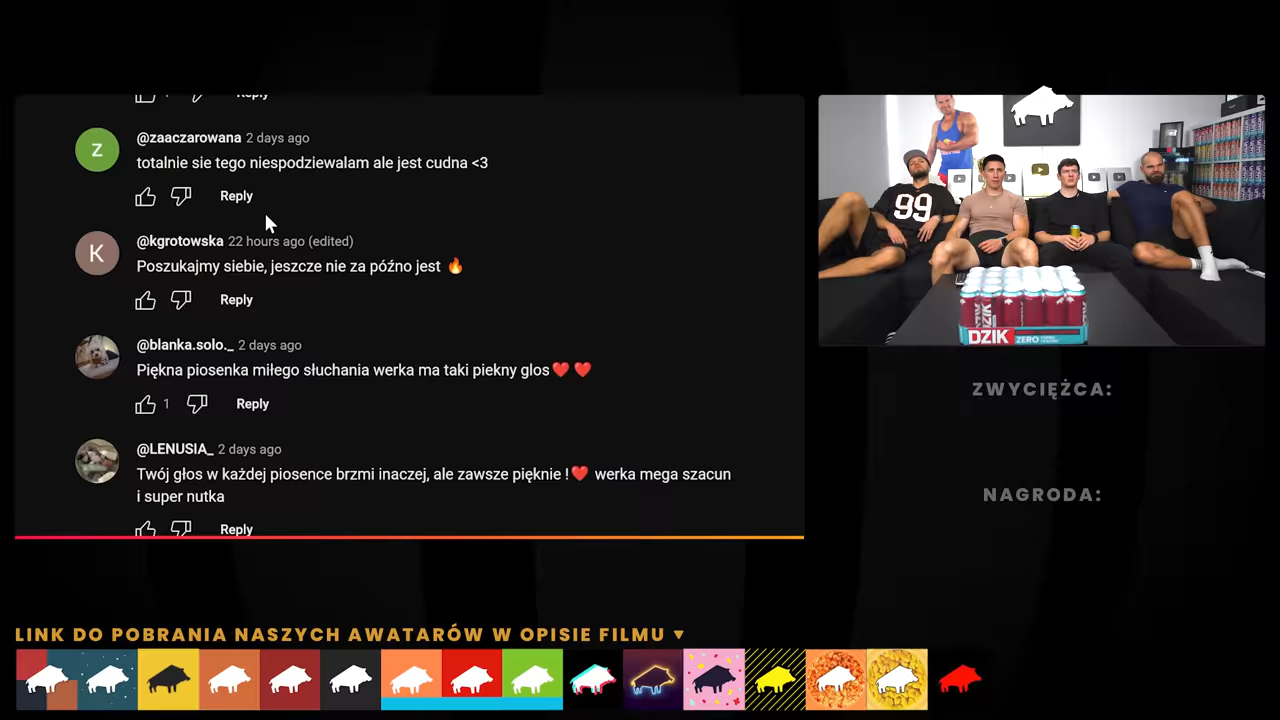 Reply
@zaaczarowana 2 days ago
totalnie sie tego niespodziewalam ale jest cudna <3
Reply
@kgrotowska 22 hours ago (edited)
Poszukajmy siebie, jeszcze nie za późno jest 🔥
Reply
@blanka.solo._ 2 days ago
Piękna piosenka miłego słuchania werka ma taki piekny glos❤️ ❤️
1
Reply
@LENUSIA_ 2 days ago
Twój głos w każdej piosence brzmi inaczej, ale zawsze pięknie !❤️ werka mega szacun
i super nutka
Reply
Z
K
99
DZIK
ZERO
ZWYCIĘŻCA:
NAGRODA:
LINK DO POBRANIA NASZYCH AWATARÓW W OPISIE FILMU ▼